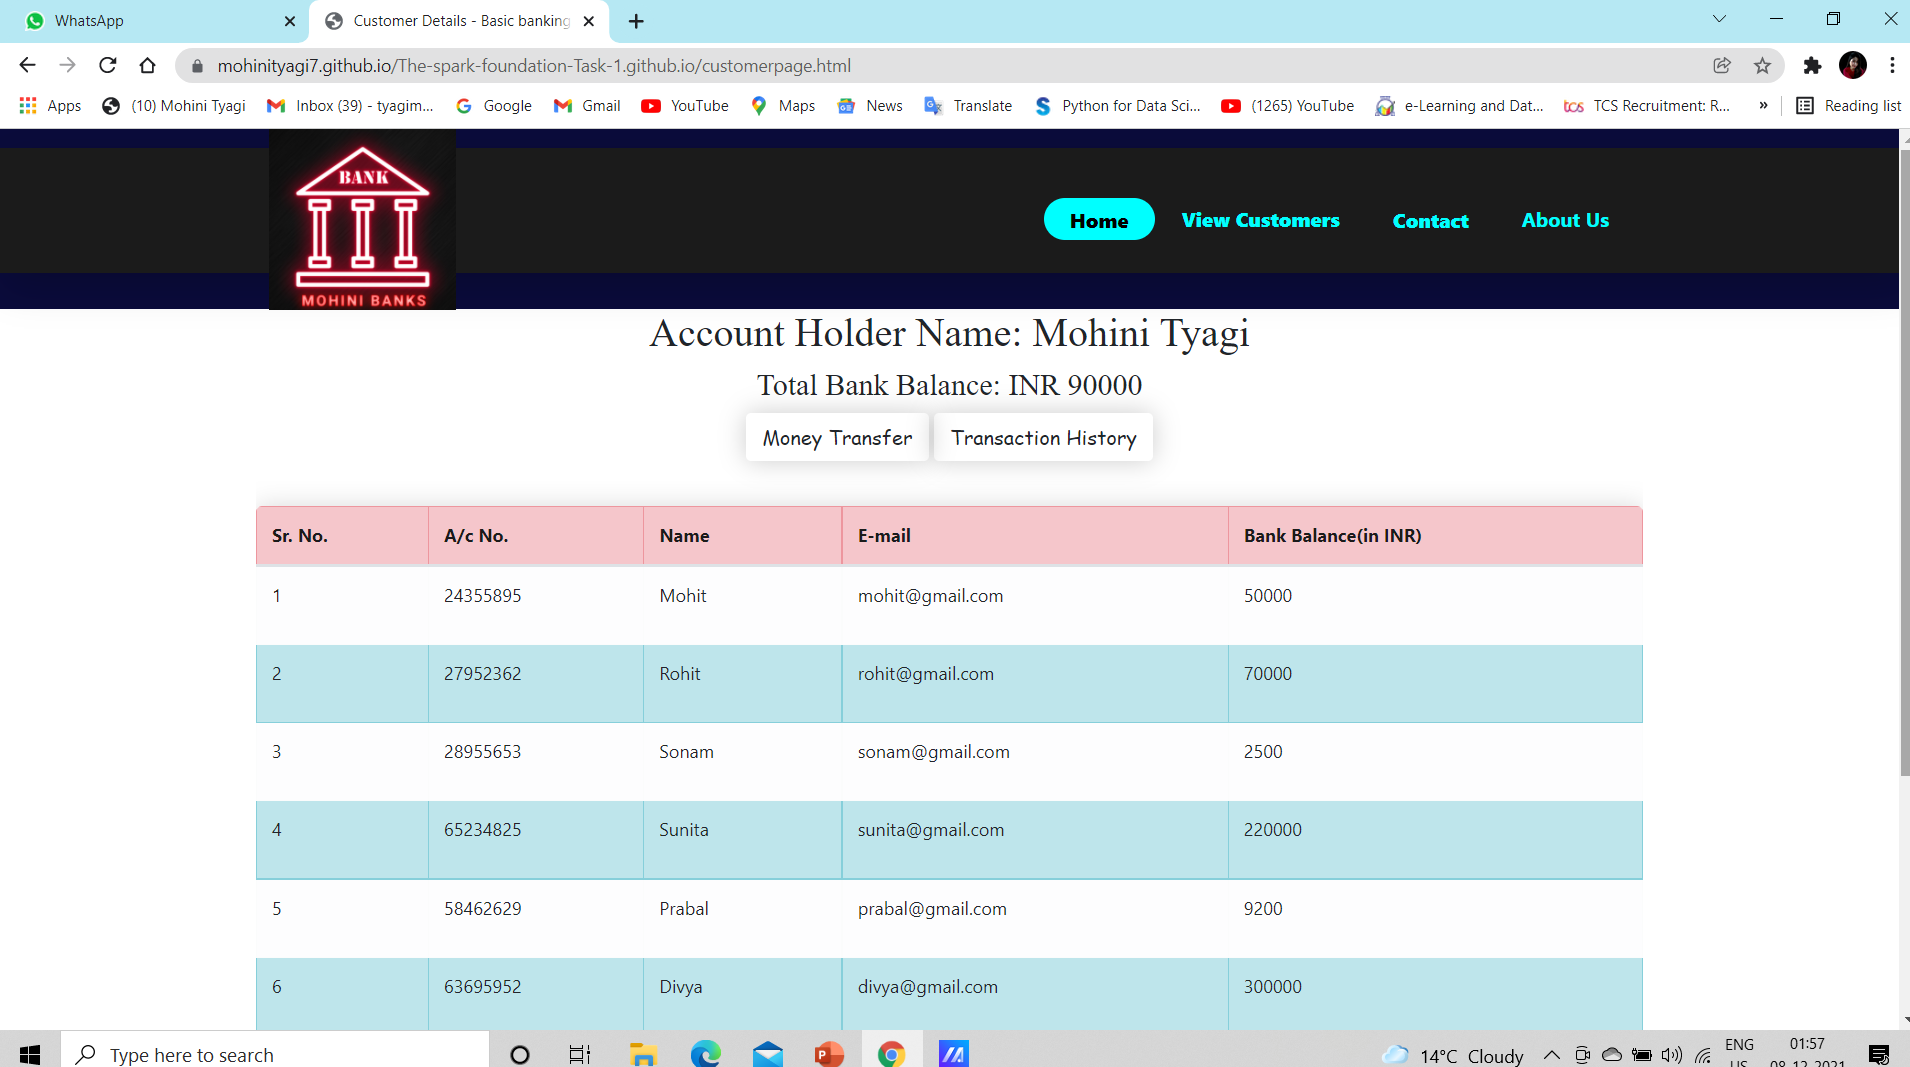 WhatsApp
Customer Details - Basic banking
mohinityagi7.github.io/The-spark-foundation-Task-1.github.io/customerpage.html
Apps (10) Mohini Tyagi Inbox (39) - tyagim... Google Gmail YouTube Maps News Translate Python for Data Sci... (1265) YouTube e-Learning and Dat... tcs TCS Recruitment: R... » Reading list
BANK
MOHINI BANKS
Home View Customers Contact About Us
Account Holder Name: Mohini Tyagi
Total Bank Balance: INR 90000
Money Transfer Transaction History
Sr. No. A/c No. Name E-mail Bank Balance(in INR)
1 24355895 Mohit mohit@gmail.com 50000
2 27952362 Rohit rohit@gmail.com 70000
3 28955653 Sonam sonam@gmail.com 2500
4 65234825 Sunita sunita@gmail.com 220000
5 58462629 Prabal prabal@gmail.com 9200
6 63695952 Divya divya@gmail.com 300000
Type here to search
14°C Cloudy
ENG
US
01:57
08-12-2021